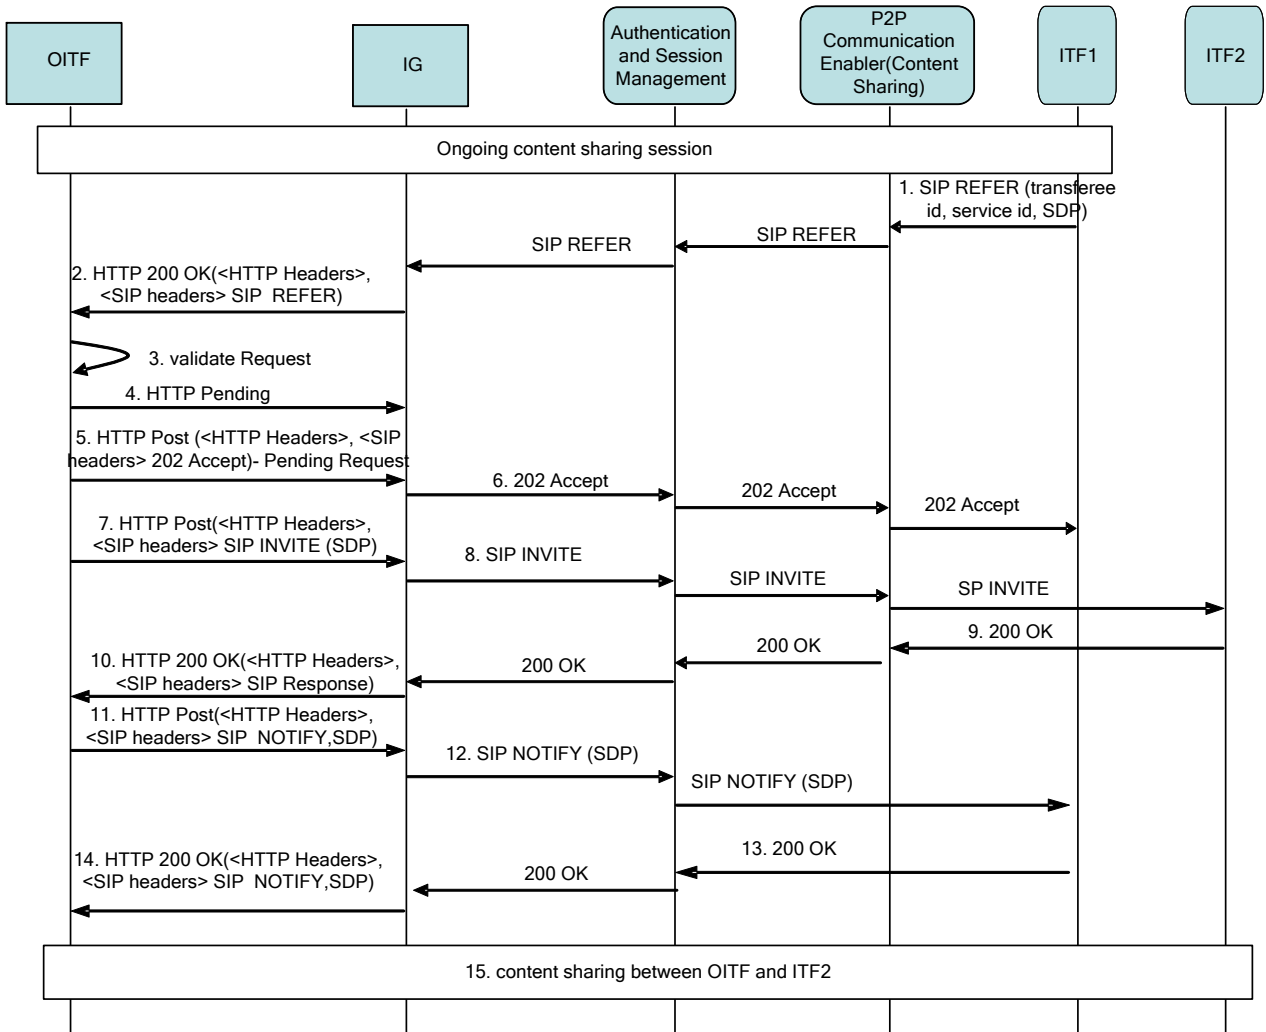 OITF
IG
Authentication
and Session
Management
P2P
Communication
Enabler(Content
Sharing)
ITF1
ITF2
Ongoing content sharing session
1. SIP REFER (transferee
id, service id, SDP)
SIP REFER
SIP REFER
2. HTTP 200 OK(<HTTP Headers>,
<SIP headers> SIP REFER)
3. validate Request
4. HTTP Pending
5. HTTP Post (<HTTP Headers>, <SIP
headers> 202 Accept)- Pending Request
6. 202 Accept
202 Accept
202 Accept
7. HTTP Post(<HTTP Headers>,
<SIP headers> SIP INVITE (SDP)
8. SIP INVITE
SIP INVITE
SP INVITE
9. 200 OK
200 OK
200 OK
10. HTTP 200 OK(<HTTP Headers>,
<SIP headers> SIP Response)
11. HTTP Post(<HTTP Headers>,
<SIP headers> SIP NOTIFY,SDP)
12. SIP NOTIFY (SDP)
SIP NOTIFY (SDP)
13. 200 OK
200 OK
14. HTTP 200 OK(<HTTP Headers>,
<SIP headers> SIP NOTIFY,SDP)
15. content sharing between OITF and ITF2